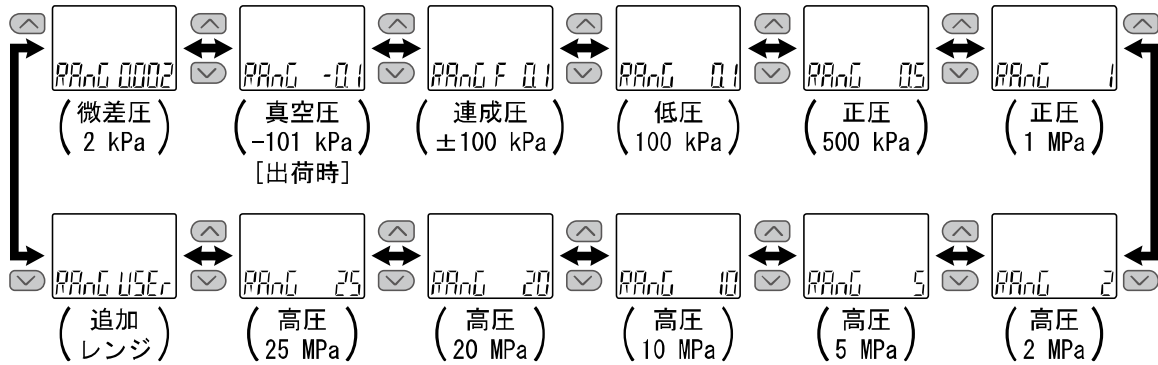 RAnG 0.002
RAnG -0.1
RAnG F 0.1
RAnG 0.1
RAnG 0.5
RAnG 1
(微差圧 2 kPa)
(真空圧 -101 kPa)
[出荷時]
(連成圧 ±100 kPa)
(低圧 100 kPa)
(正圧 500 kPa)
(正圧 1 MPa)
RAnG USEr
RAnG 25
RAnG 20
RAnG 10
RAnG 5
RAnG 2
(追加 レンジ)
(高圧 25 MPa)
(高圧 20 MPa)
(高圧 10 MPa)
(高圧 5 MPa)
(高圧 2 MPa)